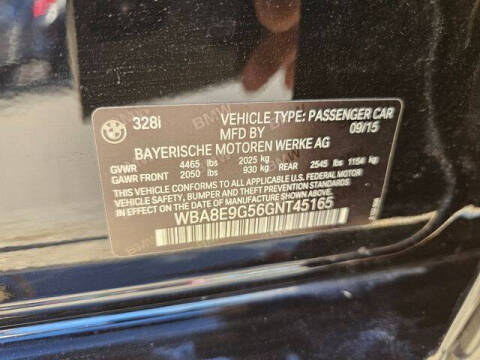 BMW 328i VEHICLE TYPE: PASSENGER CAR
MFD BY 09/15
BAYERISCHE MOTOREN WERKE AG
GVWR 4465 lbs 2025 kg
GAWR FRONT 2050 lbs 930 kg REAR 2545 lbs 1154 kg
THIS VEHICLE CONFORMS TO ALL APPLICABLE U.S. FEDERAL MOTOR
VEHICLE SAFETY, BUMPER, AND THEFT PREVENTION STANDARDS
IN EFFECT ON THE DATE OF MANUFACTURE SHOWN ABOVE.
WBA8E9G56GNT45165